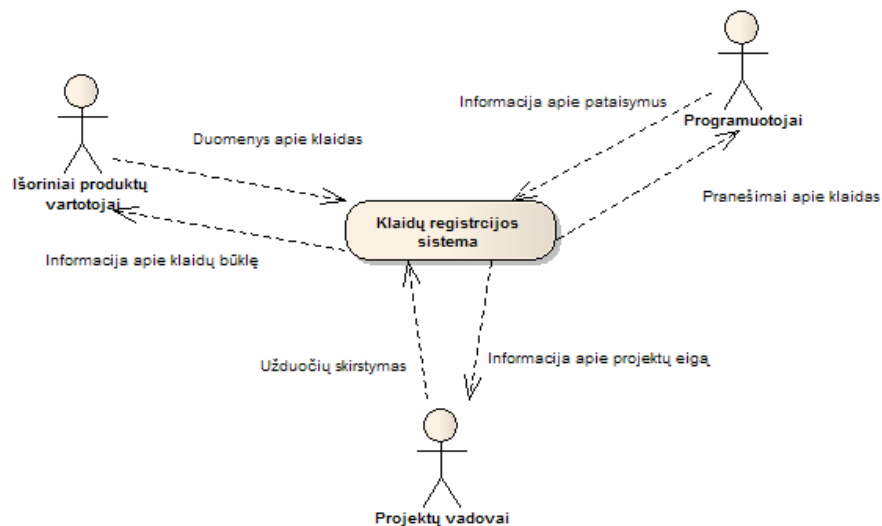 Informacija apie pataisymus
Programuotojai
Duomenys apie klaidas
Išoriniai produktų
vartotojai
Pranešimai apie klaidas
Klaidų registrcijos
sistema
Informacija apie klaidų būklę
Užduočių skirstymas
Informacija apie projektų eigą
Projektų vadovai